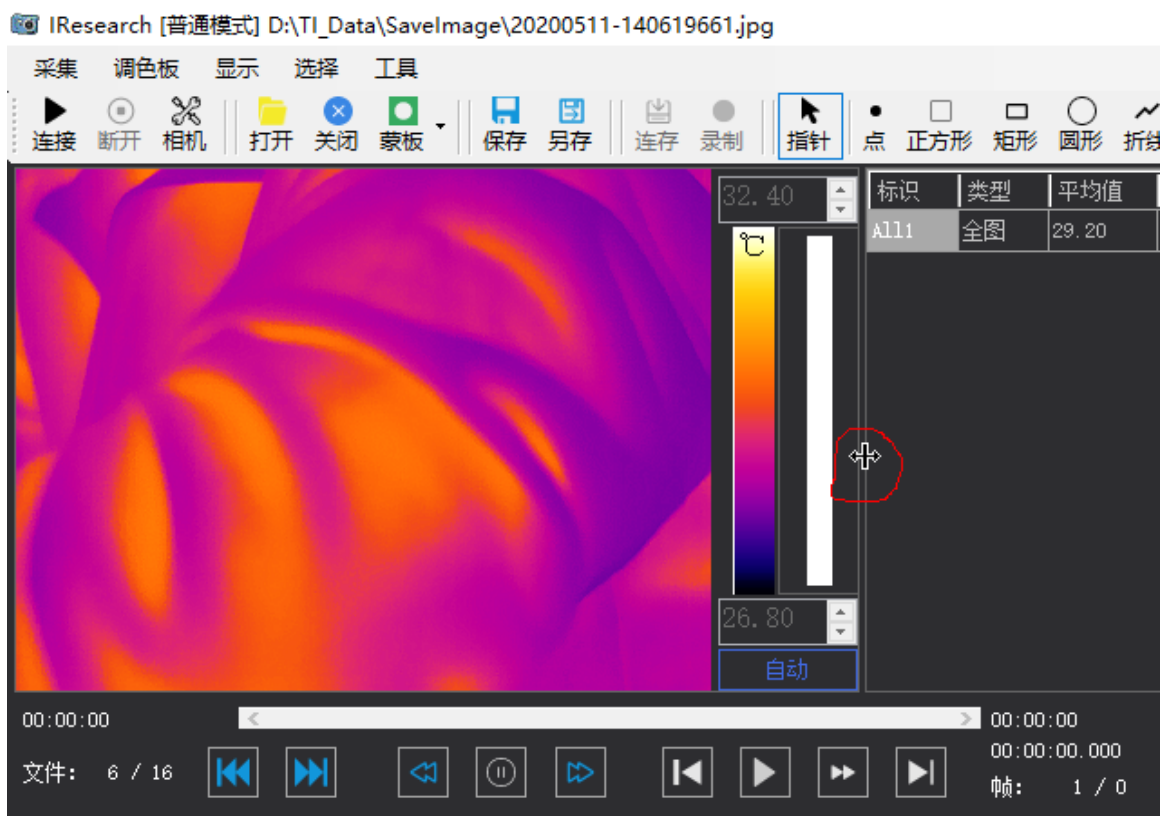 IResearch [普通模式] D:\TI_Data\SaveImage\20200511-140619661.jpg
采集 调色板 显示 选择 工具
连接 断开 相机 打开 关闭 蒙板 保存 另存 连存 录制 指针 点 正方形 矩形 圆形 折线
32.40
标识 类型 平均值
All1 全图 29.20
℃
26.80
自动
00:00:00 00:00:00
00:00:00.000
文件: 6 / 16
帧: 1 / 0